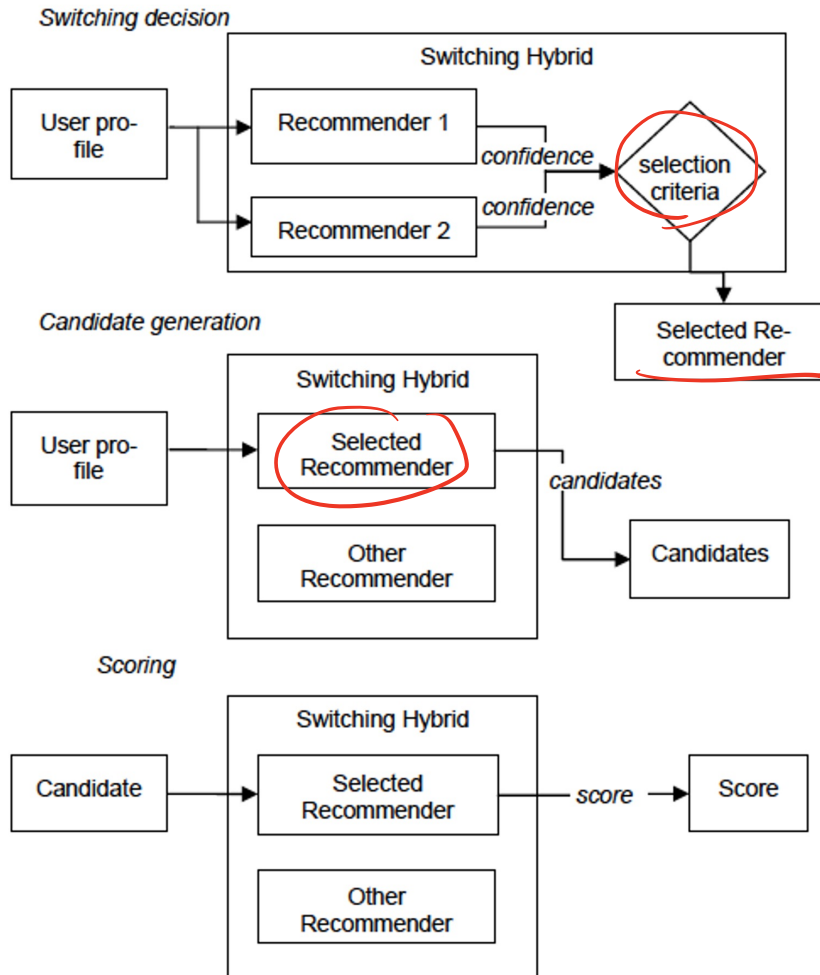 Switching decision
Switching Hybrid
User pro-
file
Recommender 1
confidence
selection
criteria
confidence
Recommender 2
Selected Re-
commender
Candidate generation
Switching Hybrid
User pro-
file
Selected
Recommender
candidates
Other
Recommender
Candidates
Scoring
Switching Hybrid
Candidate
Selected
Recommender
score
Score
Other
Recommender